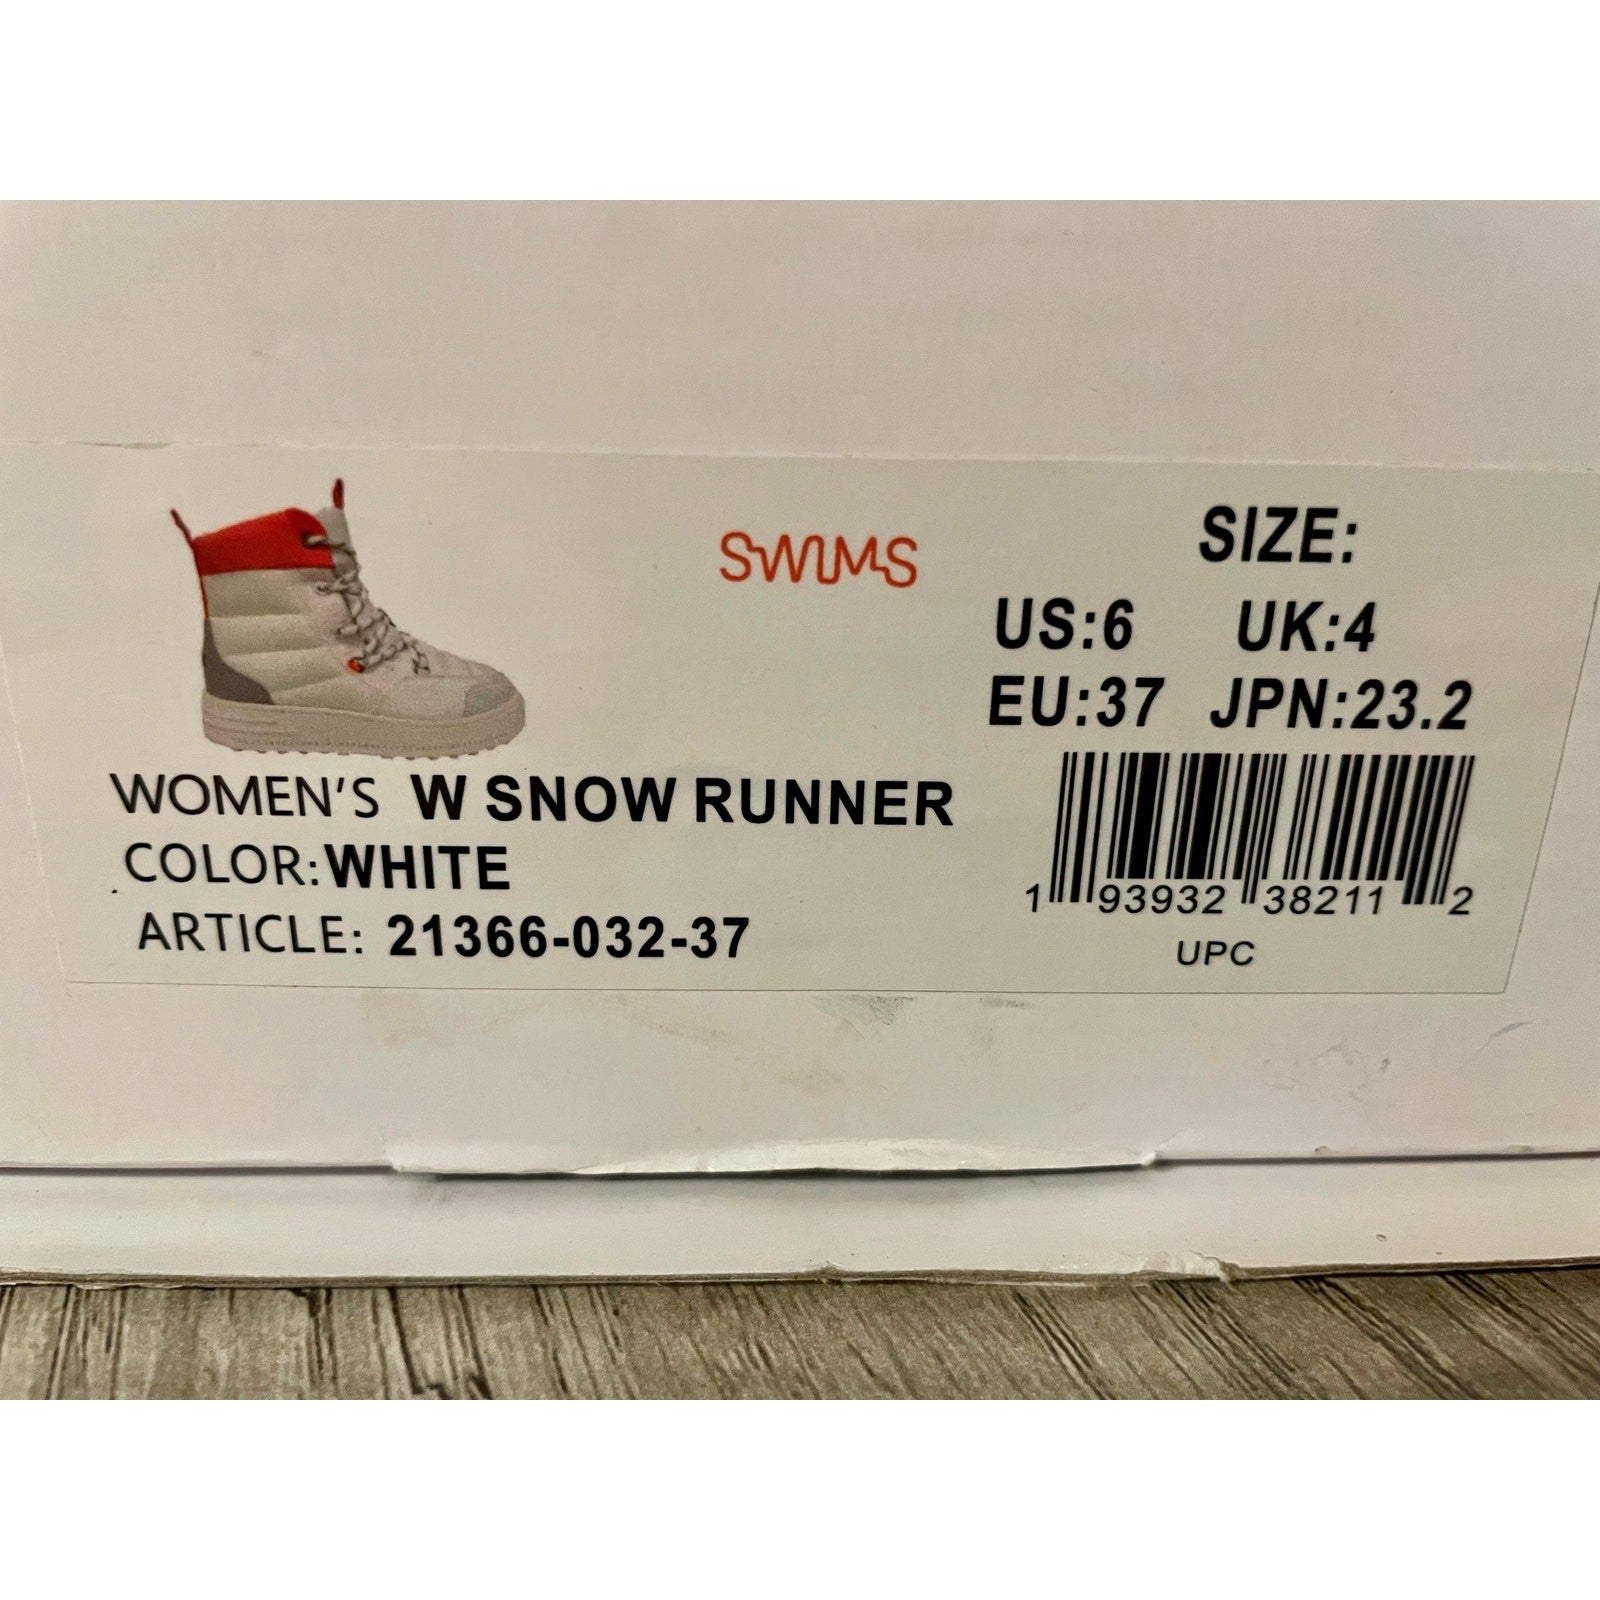 SWIMS
SIZE:
US:6 UK:4
EU:37 JPN:23.2
WOMEN'S W SNOW RUNNER
COLOR:WHITE
ARTICLE: 21366-032-37
1 93932 38211 2
UPC